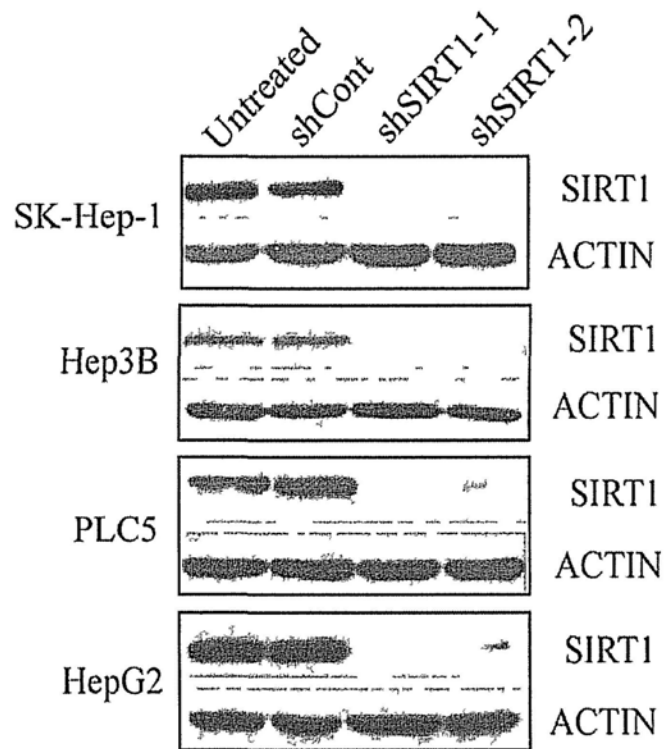 Untreated
shCont
shSIRT1-1
shSIRT1-2
SK-Hep-1
SIRT1
ACTIN
Hep3B
SIRT1
ACTIN
PLC5
SIRT1
ACTIN
HepG2
SIRT1
ACTIN